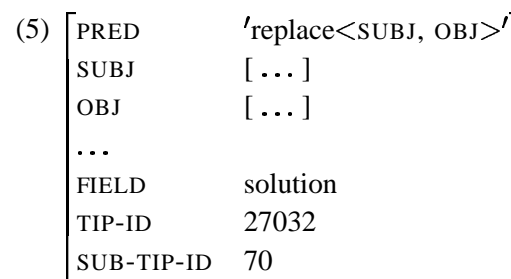 (5) PRED ′replace<SUBJ, OBJ>′
SUBJ [ ... ]
OBJ [ ... ]
...
FIELD solution
TIP-ID 27032
SUB-TIP-ID 70